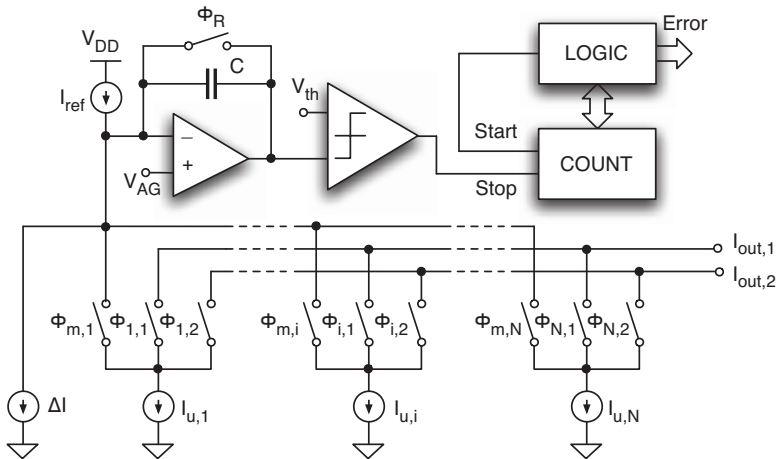 Φ_R
Error
V_DD
LOGIC
C
V_th
I_ref
Start
−
COUNT
+
V_AG
Stop
I_out,1
I_out,2
Φ_m,1 Φ_1,1 Φ_1,2 Φ_m,i Φ_i,1 Φ_i,2 Φ_m,N Φ_N,1 Φ_N,2
ΔI I_u,1 I_u,i I_u,N